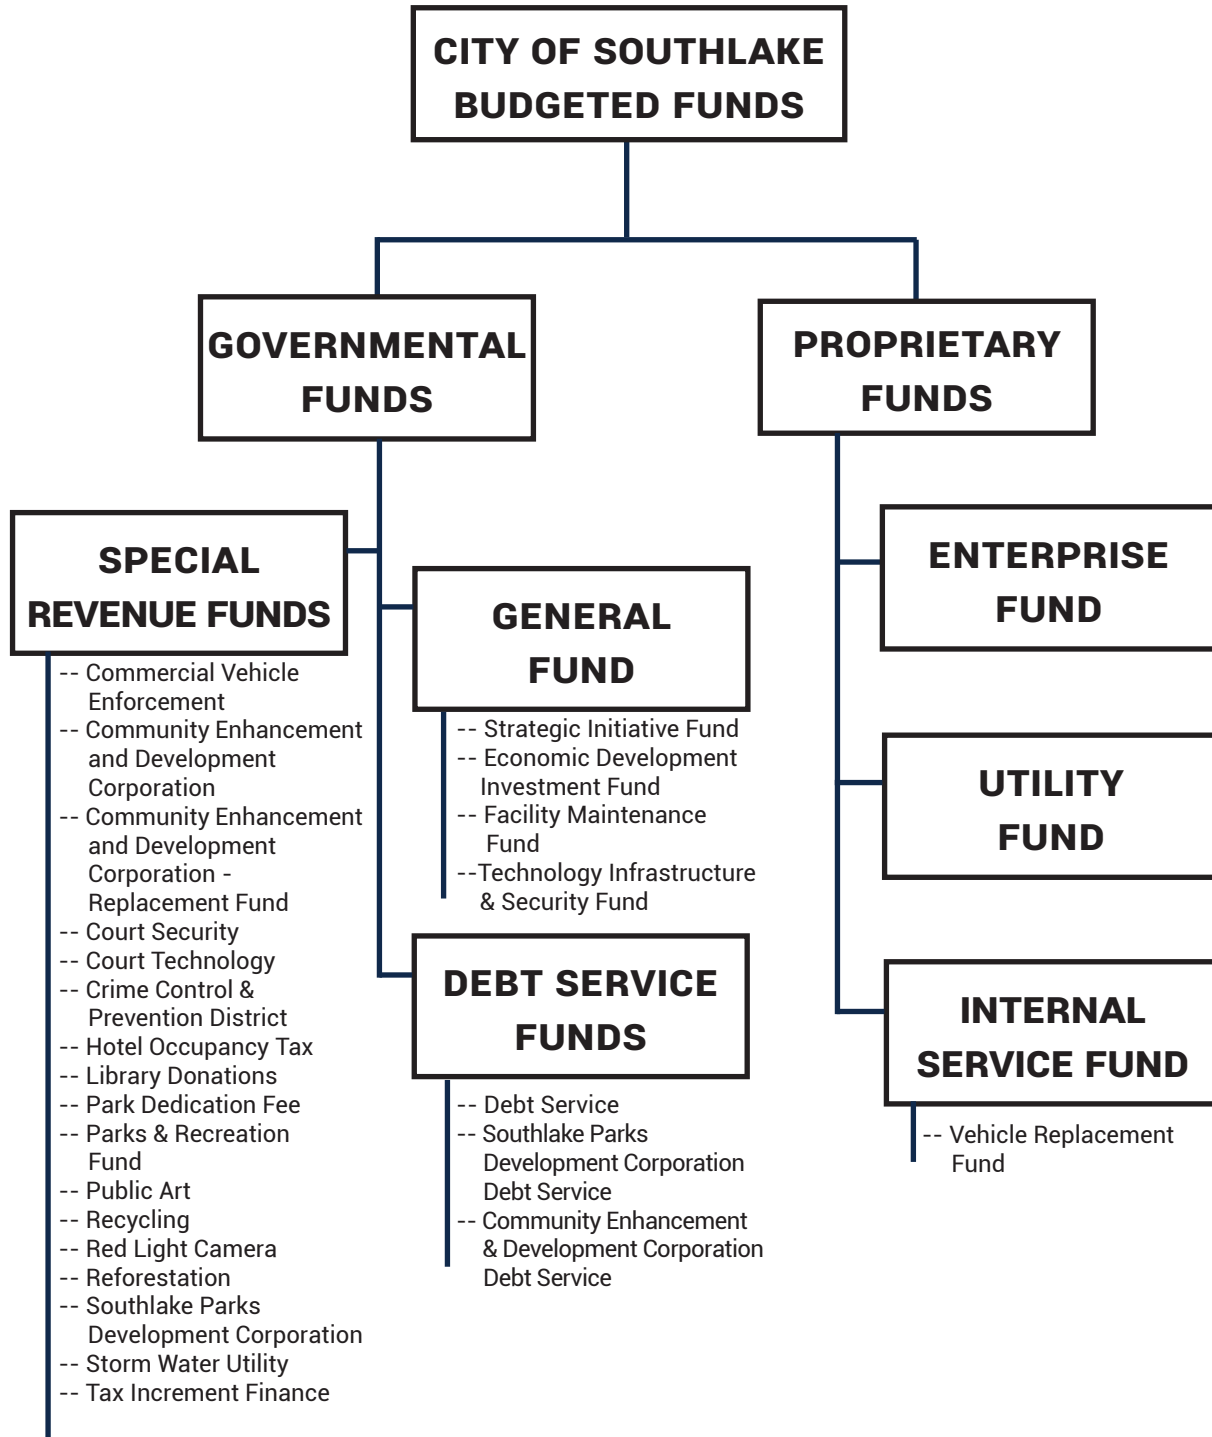 CITY OF SOUTHLAKE
BUDGETED FUNDS
GOVERNMENTAL
FUNDS
PROPRIETARY
FUNDS
SPECIAL
REVENUE FUNDS
-- Commercial Vehicle
Enforcement
-- Community Enhancement
and Development
Corporation
-- Community Enhancement
and Development
Corporation -
Replacement Fund
-- Court Security
-- Court Technology
-- Crime Control &
Prevention District
-- Hotel Occupancy Tax
-- Library Donations
-- Park Dedication Fee
-- Parks & Recreation
Fund
-- Public Art
-- Recycling
-- Red Light Camera
-- Reforestation
-- Southlake Parks
Development Corporation
-- Storm Water Utility
-- Tax Increment Finance
GENERAL
FUND
-- Strategic Initiative Fund
-- Economic Development
Investment Fund
-- Facility Maintenance
Fund
--Technology Infrastructure
& Security Fund
DEBT SERVICE
FUNDS
-- Debt Service
-- Southlake Parks
Development Corporation
Debt Service
-- Community Enhancement
& Development Corporation
Debt Service
ENTERPRISE
FUND
UTILITY
FUND
INTERNAL
SERVICE FUND
-- Vehicle Replacement
Fund